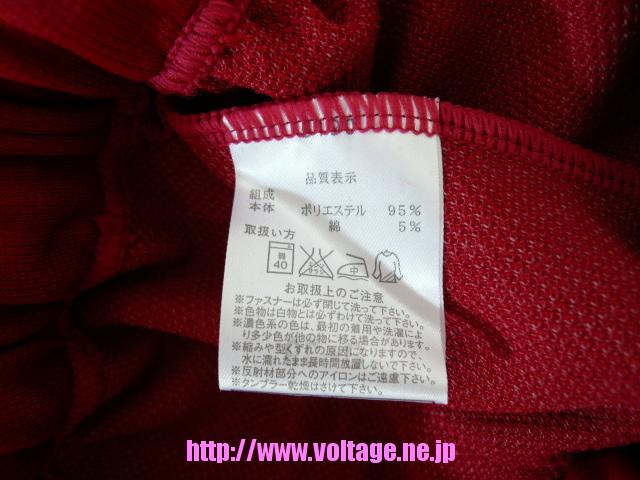 品質表示
組成
本体 ポリエステル 95%
綿 5%
取扱い方
弱
40
エンソ
サラシ
中
お取扱上のご注意
※ファスナーは必ず閉じて洗って下さい。
※色物は白物とは必ずわけて洗って下さい。
※濃色系の色は、最初の着用や洗濯によ
り多少色が他の物に移る場合があります。
※縮みや型くずれの原因になりますので、
水に濡れたまま長時間放置しないで下さい。
※反射材部分へのアイロンはご遠慮下さい。
※タンブラー乾燥はさけて下さい。
http://www.voltage.ne.jp